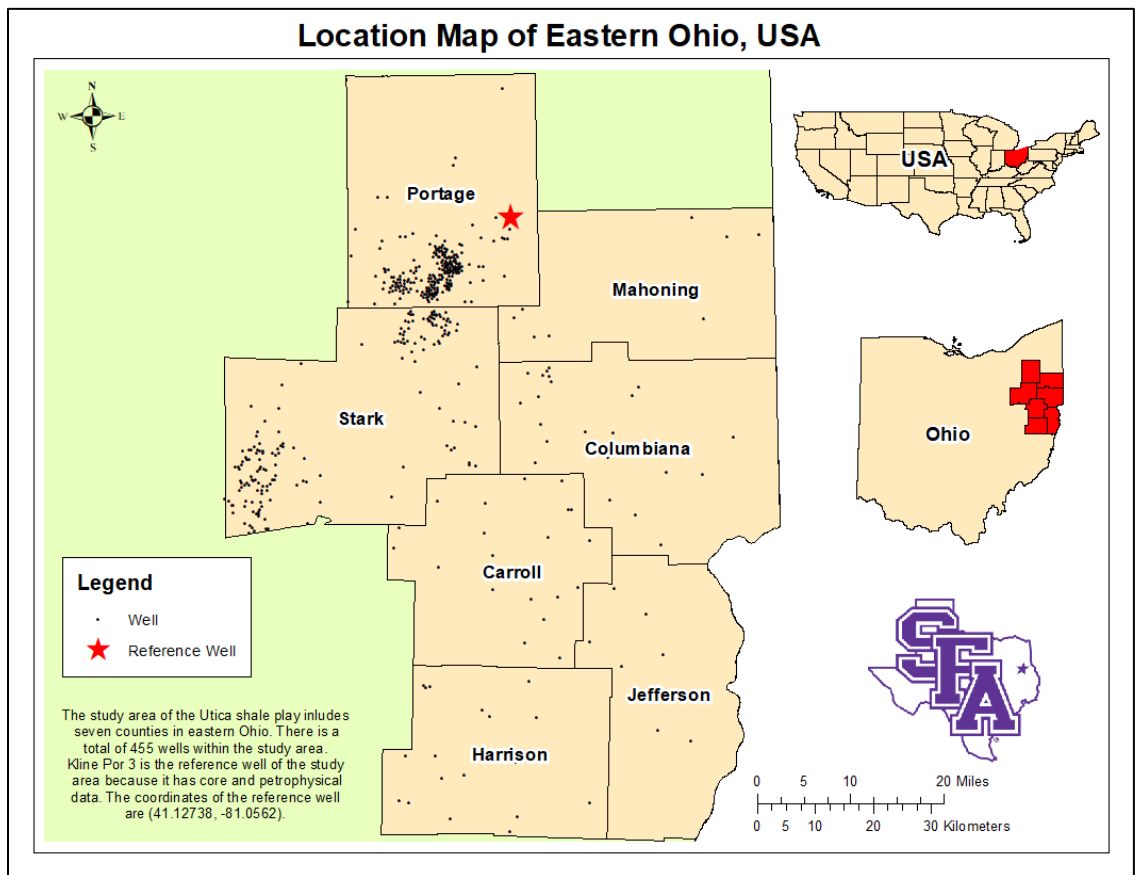 Location Map of Eastern Ohio, USA
N
W E
S
Portage
USA
Mahoning
Stark
Columbiana
Ohio
Carroll
Legend
Well
Reference Well
Jefferson
SFA
Harrison
The study area of the Utica shale play inludes
seven counties in eastern Ohio. There is a
total of 455 wells within the study area.
Kline Por 3 is the reference well of the study
area because it has core and petrophysical
data. The coordinates of the reference well
are (41.12738, -81.0562).
0 5 10 20 Miles
0 5 10 20 30 Kilometers